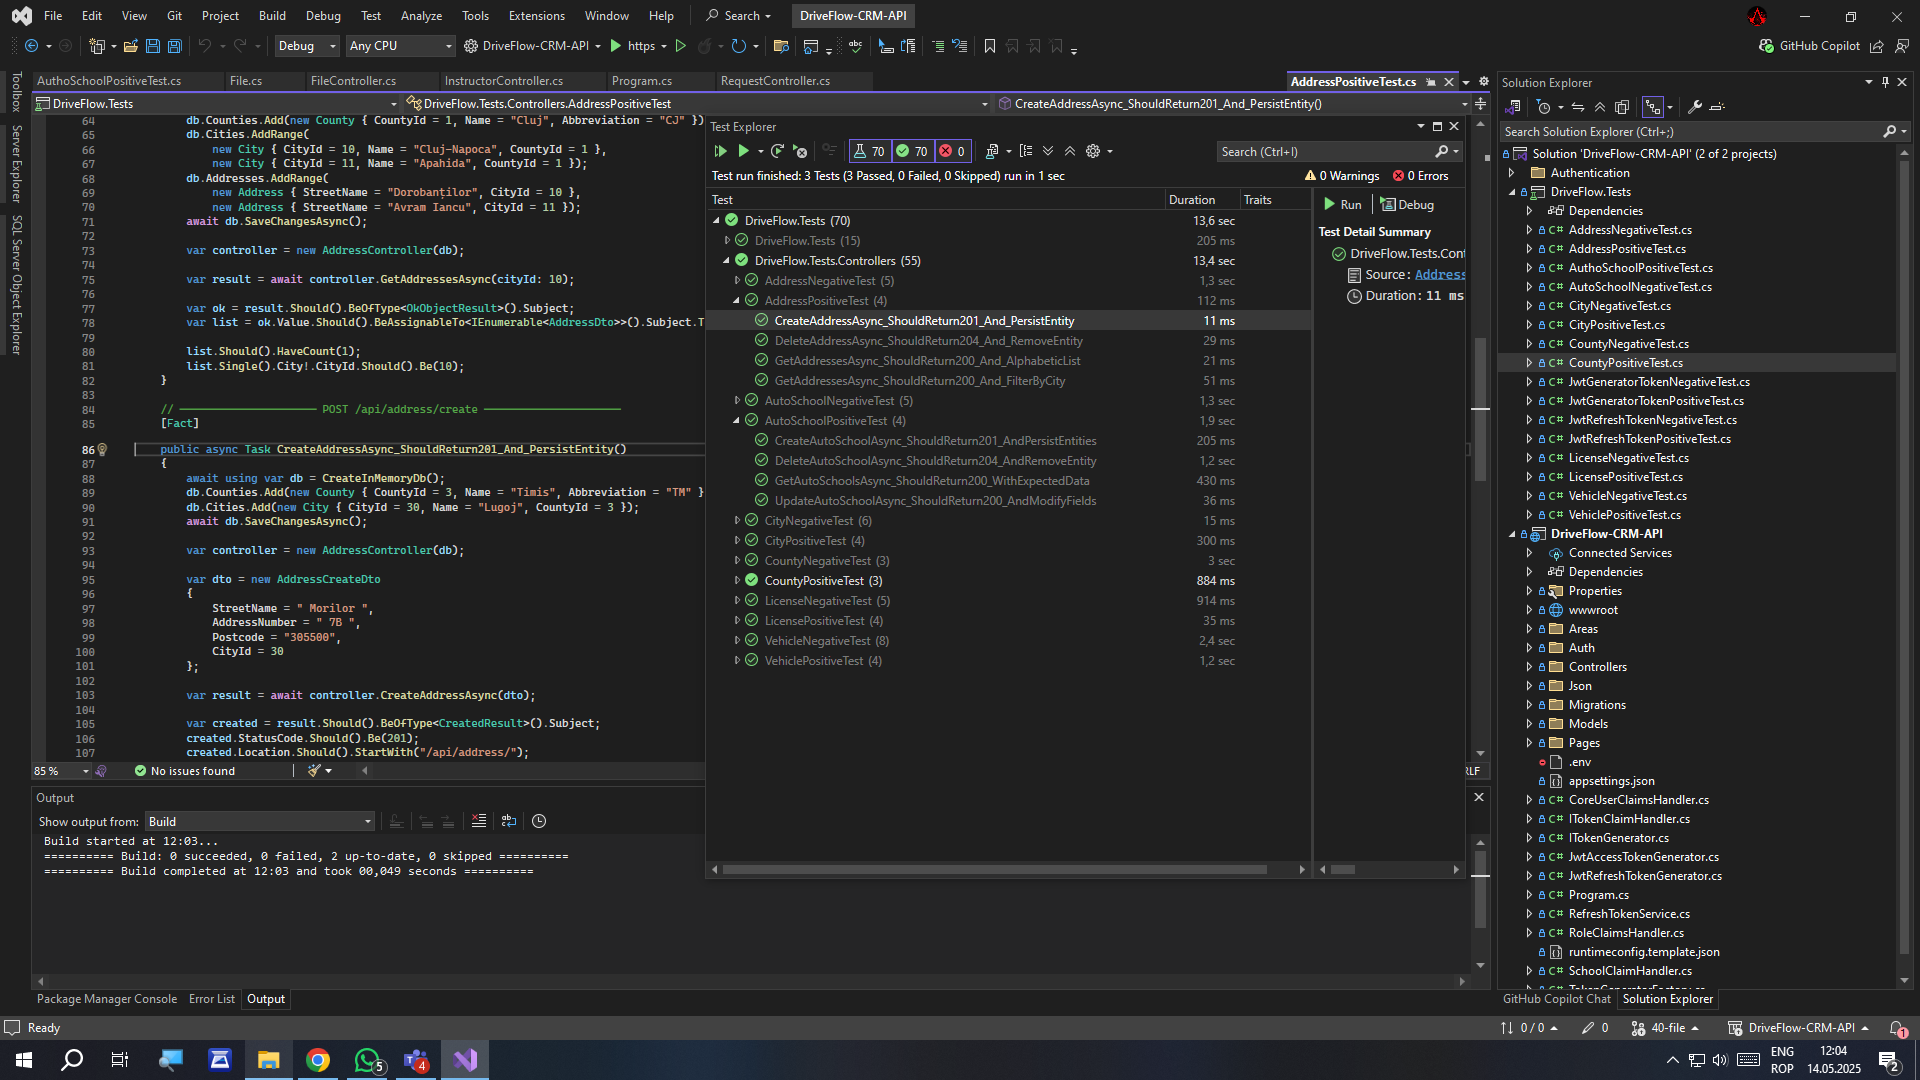 File Edit View Git Project Build Debug Test Analyze Tools Extensions Window Help Search DriveFlow-CRM-API
Debug Any CPU DriveFlow-CRM-API https GitHub Copilot
Toolbox
Server Explorer
SQL Server Object Explorer
AuthoSchoolPositiveTest.cs File.cs FileController.cs InstructorController.cs Program.cs RequestController.cs AddressPositiveTest.cs
DriveFlow.Tests DriveFlow.Tests.Controllers.AddressPositiveTest CreateAddressAsync_ShouldReturn201_And_PersistEntity()
64 db.Counties.Add(new County { CountyId = 1, Name = "Cluj", Abbreviation = "CJ" })
65 db.Cities.AddRange(
66 new City { CityId = 10, Name = "Cluj-Napoca", CountyId = 1 },
67 new City { CityId = 11, Name = "Apahida", CountyId = 1 });
68 db.Addresses.AddRange(
69 new Address { StreetName = "Dorobanților", CityId = 10 },
70 new Address { StreetName = "Avram Iancu", CityId = 11 });
71 await db.SaveChangesAsync();
72
73 var controller = new AddressController(db);
74
75 var result = await controller.GetAddressesAsync(cityId: 10);
76
77 var ok = result.Should().BeOfType<OkObjectResult>().Subject;
78 var list = ok.Value.Should().BeAssignableTo<IEnumerable<AddressDto>>().Subject.T
79
80 list.Should().HaveCount(1);
81 list.Single().City!.CityId.Should().Be(10);
82 }
83
84 // ——————————— POST /api/address/create ———————————
85 [Fact]
86 public async Task CreateAddressAsync_ShouldReturn201_And_PersistEntity()
87 {
88 await using var db = CreateInMemoryDb();
89 db.Counties.Add(new County { CountyId = 3, Name = "Timis", Abbreviation = "TM" }
90 db.Cities.Add(new City { CityId = 30, Name = "Lugoj", CountyId = 3 });
91 await db.SaveChangesAsync();
92
93 var controller = new AddressController(db);
94
95 var dto = new AddressCreateDto
96 {
97 StreetName = " Morilor ",
98 AddressNumber = " 7B ",
99 Postcode = "305500",
100 CityId = 30
101 };
102
103 var result = await controller.CreateAddressAsync(dto);
104
105 var created = result.Should().BeOfType<CreatedResult>().Subject;
106 created.StatusCode.Should().Be(201);
107 created.Location.Should().StartWith("/api/address/");
85 % No issues found
Test Explorer
70 70 0 Search (Ctrl+I)
Test run finished: 3 Tests (3 Passed, 0 Failed, 0 Skipped) run in 1 sec 0 Warnings 0 Errors
Test Duration Traits
DriveFlow.Tests (70) 13,6 sec
DriveFlow.Tests (15) 205 ms
DriveFlow.Tests.Controllers (55) 13,4 sec
AddressNegativeTest (5) 1,3 sec
AddressPositiveTest (4) 112 ms
CreateAddressAsync_ShouldReturn201_And_PersistEntity 11 ms
DeleteAddressAsync_ShouldReturn204_And_RemoveEntity 29 ms
GetAddressesAsync_ShouldReturn200_And_AlphabeticList 21 ms
GetAddressesAsync_ShouldReturn200_And_FilterByCity 51 ms
AutoSchoolNegativeTest (5) 1,3 sec
AutoSchoolPositiveTest (4) 1,9 sec
CreateAutoSchoolAsync_ShouldReturn201_AndPersistEntities 205 ms
DeleteAutoSchoolAsync_ShouldReturn204_AndRemoveEntity 1,2 sec
GetAutoSchoolsAsync_ShouldReturn200_WithExpectedData 430 ms
UpdateAutoSchoolAsync_ShouldReturn200_AndModifyFields 36 ms
CityNegativeTest (6) 15 ms
CityPositiveTest (4) 300 ms
CountyNegativeTest (3) 3 sec
CountyPositiveTest (3) 884 ms
LicenseNegativeTest (5) 914 ms
LicensePositiveTest (4) 35 ms
VehicleNegativeTest (8) 2,4 sec
VehiclePositiveTest (4) 1,2 sec
Run Debug
Test Detail Summary
DriveFlow.Tests.Cont
Source: Address
Duration: 11 ms
RLF
Output
Show output from: Build
Build started at 12:03...
========== Build: 0 succeeded, 0 failed, 2 up-to-date, 0 skipped ==========
========== Build completed at 12:03 and took 00,049 seconds ==========
Package Manager Console Error List Output
Solution Explorer
Search Solution Explorer (Ctrl+;)
Solution 'DriveFlow-CRM-API' (2 of 2 projects)
Authentication
DriveFlow.Tests
Dependencies
C# AddressNegativeTest.cs
C# AddressPositiveTest.cs
C# AuthoSchoolPositiveTest.cs
C# AutoSchoolNegativeTest.cs
C# CityNegativeTest.cs
C# CityPositiveTest.cs
C# CountyNegativeTest.cs
C# CountyPositiveTest.cs
C# JwtGeneratorTokenNegativeTest.cs
C# JwtGeneratorTokenPositiveTest.cs
C# JwtRefreshTokenNegativeTest.cs
C# JwtRefreshTokenPositiveTest.cs
C# LicenseNegativeTest.cs
C# LicensePositiveTest.cs
C# VehicleNegativeTest.cs
C# VehiclePositiveTest.cs
DriveFlow-CRM-API
Connected Services
Dependencies
Properties
wwwroot
Areas
Auth
Controllers
Json
Migrations
Models
Pages
.env
appsettings.json
C# CoreUserClaimsHandler.cs
C# ITokenClaimHandler.cs
C# ITokenGenerator.cs
C# JwtAccessTokenGenerator.cs
C# JwtRefreshTokenGenerator.cs
C# Program.cs
C# RefreshTokenService.cs
C# RoleClaimsHandler.cs
runtimeconfig.template.json
C# SchoolClaimHandler.cs
GitHub Copilot Chat Solution Explorer
Ready 0 / 0 0 40-file DriveFlow-CRM-API 1
5 4 ENG ROP 12:04 14.05.2025 2